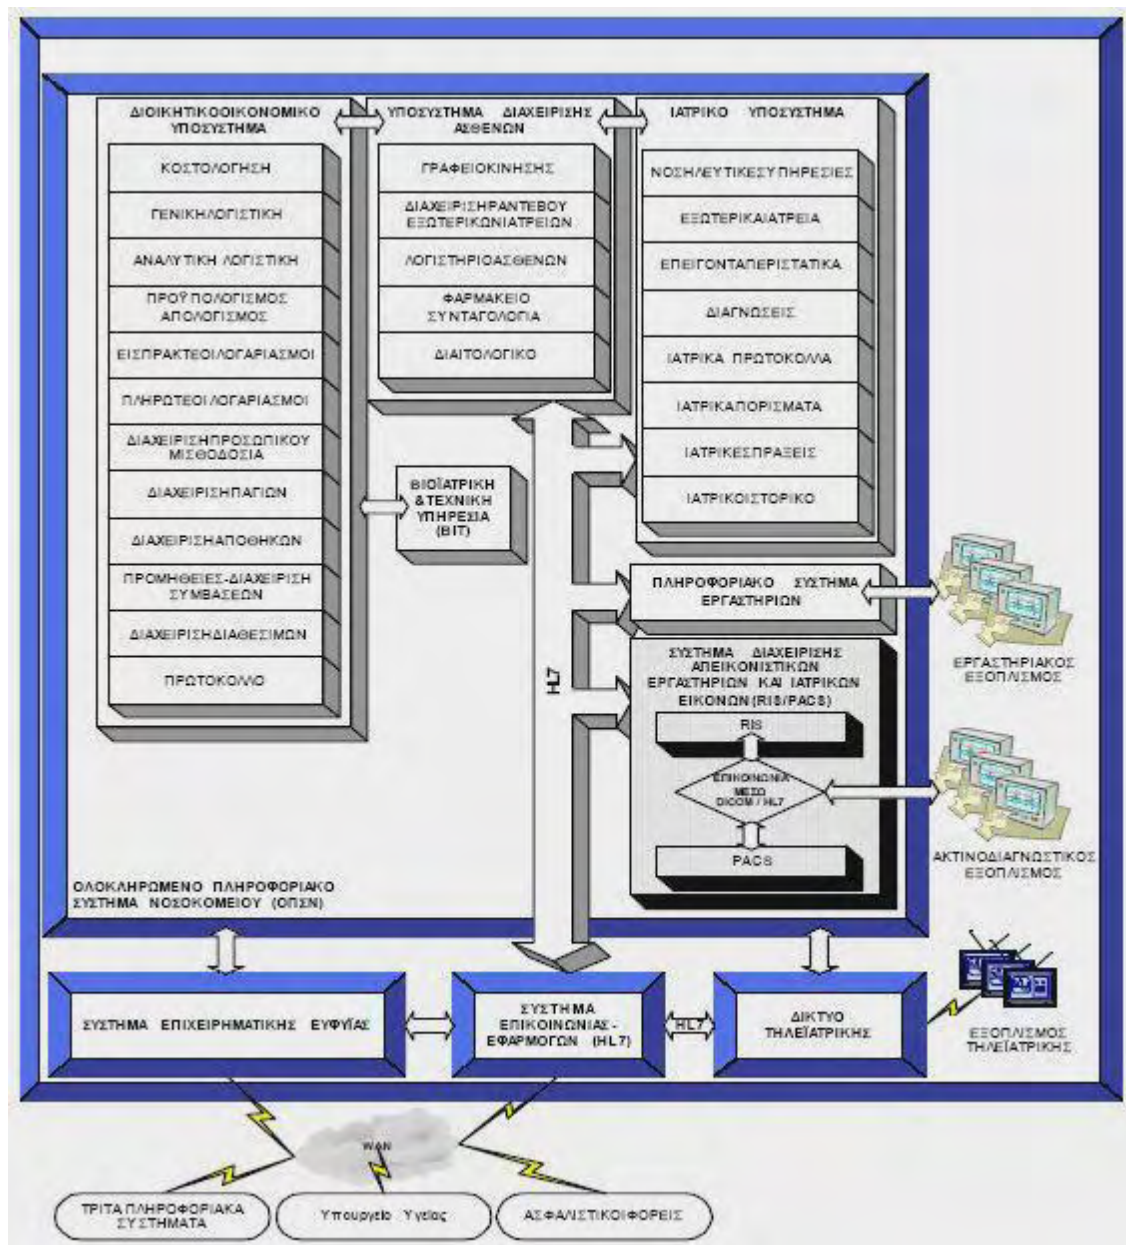 ΔΙΟΙΚΗΤΙΚΟΟΙΚΟΝΟΜΙΚΟ
ΥΠΟΣΥΣΤΗΜΑ
ΚΟΣΤΟΛΟΓΗΣΗ
ΓΕΝΙΚΗ ΛΟΓΙΣΤΙΚΗ
ΑΝΑΛΥΤΙΚΗ ΛΟΓΙΣΤΙΚΗ
ΠΡΟΫΠΟΛΟΓΙΣΜΟΣ
ΑΠΟΛΟΓΙΣΜΟΣ
ΕΙΣΠΡΑΚΤΕΟΙ ΛΟΓΑΡΙΑΣΜΟΙ
ΠΛΗΡΩΤΕΟΙ ΛΟΓΑΡΙΑΣΜΟΙ
ΔΙΑΧΕΙΡΙΣΗ ΠΡΟΣΩΠΙΚΟΥ
ΜΙΣΘΟΔΟΣΙΑ
ΔΙΑΧΕΙΡΙΣΗ ΠΑΓΙΩΝ
ΔΙΑΧΕΙΡΙΣΗ ΑΠΟΘΗΚΩΝ
ΠΡΟΜΗΘΕΙΕΣ-ΔΙΑΧΕΙΡΙΣΗ
ΣΥΜΒΑΣΕΩΝ
ΔΙΑΧΕΙΡΙΣΗ ΔΙΑΘΕΣΙΜΩΝ
ΠΡΩΤΟΚΟΛΛΟ
ΥΠΟΣΥΣΤΗΜΑ ΔΙΑΧΕΙΡΙΣΗΣ
ΑΣΘΕΝΩΝ
ΓΡΑΦΕΙΟ ΚΙΝΗΣΗΣ
ΔΙΑΧΕΙΡΙΣΗ ΡΑΝΤΕΒΟΥ
ΕΞΩΤΕΡΙΚΩΝ ΙΑΤΡΕΙΩΝ
ΛΟΓΙΣΤΗΡΙΟ ΑΣΘΕΝΩΝ
ΦΑΡΜΑΚΕΙΟ
ΣΥΝΤΑΓΟΛΟΓΙΑ
ΔΙΑΙΤΟΛΟΓΙΚΟ
ΒΙΟΪΑΤΡΙΚΗ
& ΤΕΧΝΙΚΗ
ΥΠΗΡΕΣΙΑ
(ΒΙΤ)
ΙΑΤΡΙΚΟ ΥΠΟΣΥΣΤΗΜΑ
ΝΟΣΗΛΕΥΤΙΚΕΣ ΥΠΗΡΕΣΙΕΣ
ΕΞΩΤΕΡΙΚΑ ΙΑΤΡΕΙΑ
ΕΠΕΙΓΟΝΤΑ ΠΕΡΙΣΤΑΤΙΚΑ
ΔΙΑΓΝΩΣΕΙΣ
ΙΑΤΡΙΚΑ ΠΡΩΤΟΚΟΛΛΑ
ΙΑΤΡΙΚΑ ΠΟΡΙΣΜΑΤΑ
ΙΑΤΡΙΚΕΣ ΠΡΑΞΕΙΣ
ΙΑΤΡΙΚΟ ΙΣΤΟΡΙΚΟ
ΠΛΗΡΟΦΟΡΙΑΚΟ ΣΥΣΤΗΜΑ
ΕΡΓΑΣΤΗΡΙΩΝ
ΕΡΓΑΣΤΗΡΙΑΚΟΣ
ΕΞΟΠΛΙΣΜΟΣ
ΣΥΣΤΗΜΑ ΔΙΑΧΕΙΡΙΣΗΣ
ΑΠΕΙΚΟΝΙΣΤΙΚΩΝ
ΕΡΓΑΣΤΗΡΙΩΝ ΚΑΙ ΙΑΤΡΙΚΩΝ
ΕΙΚΟΝΩΝ (RIS/PACS)
RIS
ΕΠΙΚΟΙΝΩΝΙΑ
ΜΕΣΩ
DICOM / HL7
PACS
ΑΚΤΙΝΟΔΙΑΓΝΩΣΤΙΚΟΣ
ΕΞΟΠΛΙΣΜΟΣ
HL7
ΟΛΟΚΛΗΡΩΜΕΝΟ ΠΛΗΡΟΦΟΡΙΑΚΟ
ΣΥΣΤΗΜΑ ΝΟΣΟΚΟΜΕΙΟΥ (ΟΠΣΝ)
ΣΥΣΤΗΜΑ ΕΠΙΧΕΙΡΗΜΑΤΙΚΗΣ ΕΥΦΥΪΑΣ
ΣΥΣΤΗΜΑ
ΕΠΙΚΟΙΝΩΝΙΑΣ-
ΕΦΑΡΜΟΓΩΝ (HL7)
HL7
ΔΙΚΤΥΟ
ΤΗΛΕΪΑΤΡΙΚΗΣ
ΕΞΟΠΛΙΣΜΟΣ
ΤΗΛΕΪΑΤΡΙΚΗΣ
WAN
ΤΡΙΤΑ ΠΛΗΡΟΦΟΡΙΑΚΑ
ΣΥΣΤΗΜΑΤΑ
Υπουργείο Υγείας
ΑΣΦΑΛΙΣΤΙΚΟΙ ΦΟΡΕΙΣ